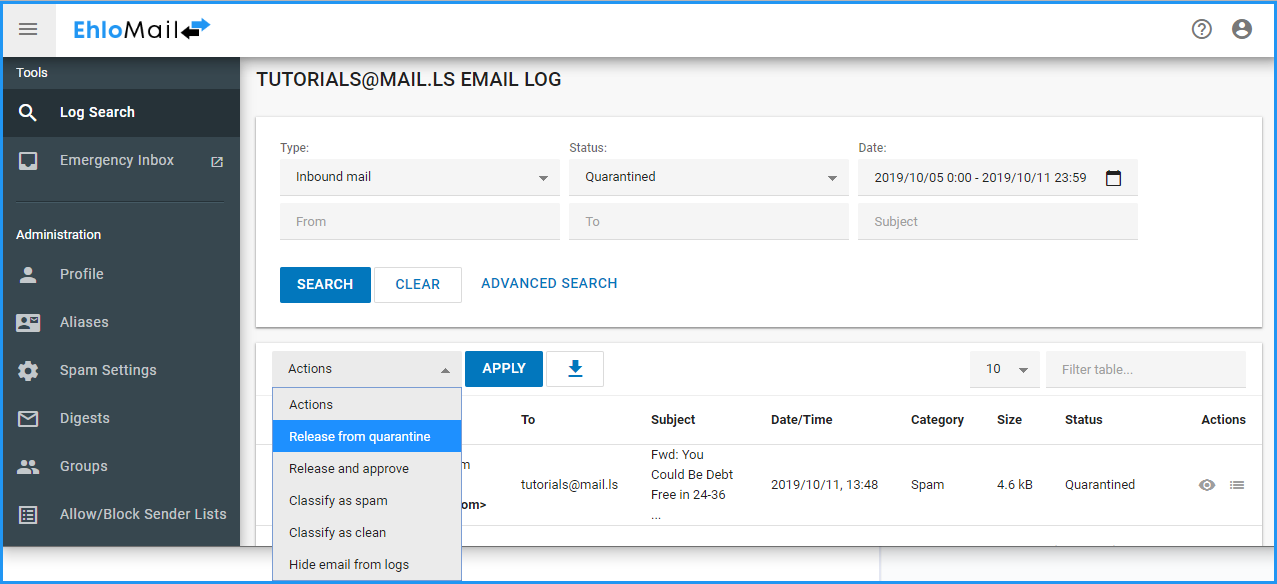 EhloMail
Tools
Log Search
Emergency Inbox
Administration
Profile
Aliases
Spam Settings
Digests
Groups
Allow/Block Sender Lists
TUTORIALS@MAIL.LS EMAIL LOG
Type: Status: Date:
Inbound mail Quarantined 2019/10/05 0:00 - 2019/10/11 23:59
From To Subject
SEARCH CLEAR ADVANCED SEARCH
Actions APPLY 10 Filter table...
Actions
Release from quarantine
Release and approve
Classify as spam
Classify as clean
Hide email from logs
To Subject Date/Time Category Size Status Actions
m
om>
tutorials@mail.ls
Fwd: You
Could Be Debt
Free in 24-36
...
2019/10/11, 13:48 Spam 4.6 kB Quarantined